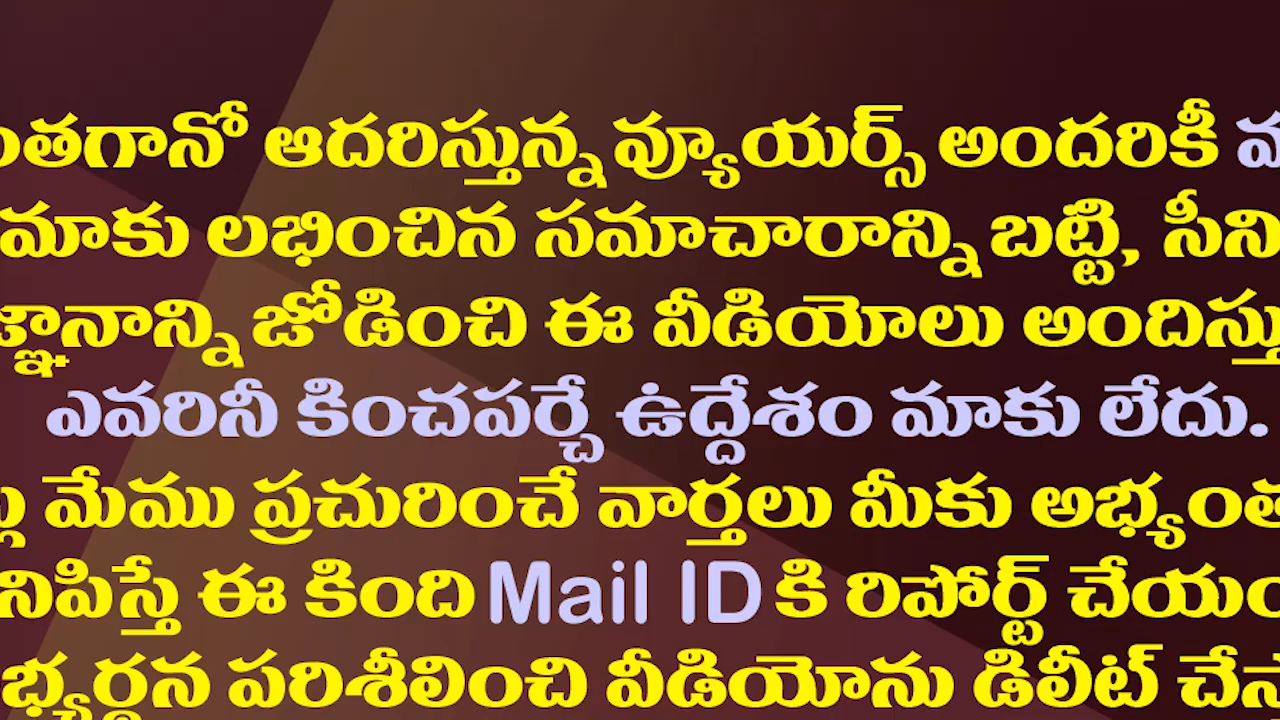 ంతగానో ఆదరిస్తున్న వ్యూయర్స్ అందరికీ
మాకు లభించిన సమాచారాన్ని బట్టి, సీని
జ్ఞానాన్ని జోడించి ఈ వీడియోలు అందిస్తు
ఎవరినీ కించపర్చే ఉద్దేశం మాకు లేదు.
మేము ప్రచురించే వార్తలు మీకు అభ్యంత
నిపిస్తే ఈ కింది Mail ID కి రిపోర్ట్ చేయం
భ్యర్థన పరిశీలించి వీడియోను డిలీట్ చేస